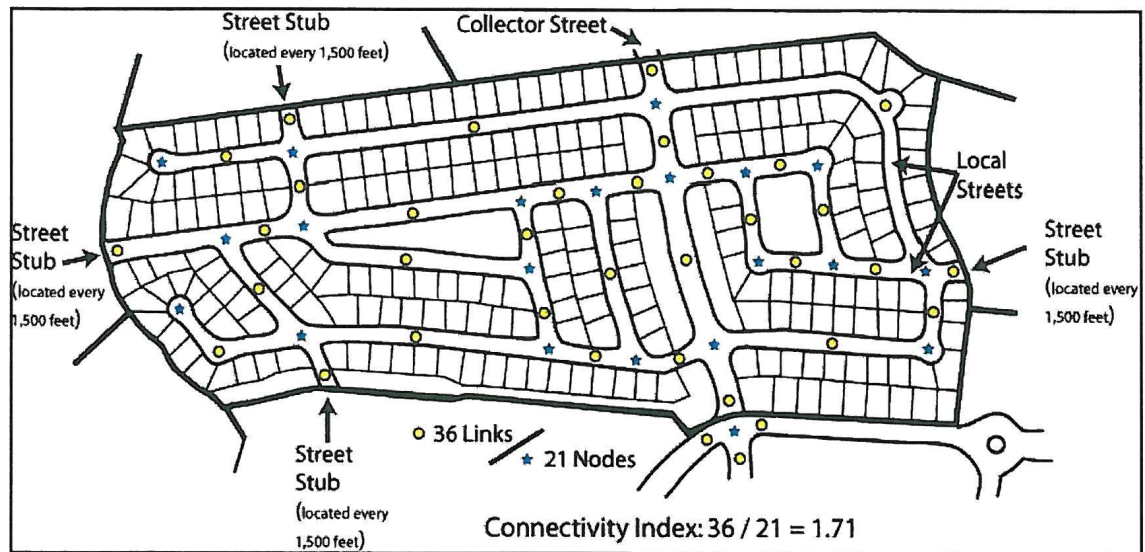 Street Stub
(located every 1,500 feet)
Collector Street
Local
Streets
Street
Stub
(located every
1,500 feet)
Street
Stub
(located every
1,500 feet)
Street
Stub
(located every
1,500 feet)
36 Links
21 Nodes
Connectivity Index: 36 / 21 = 1.71